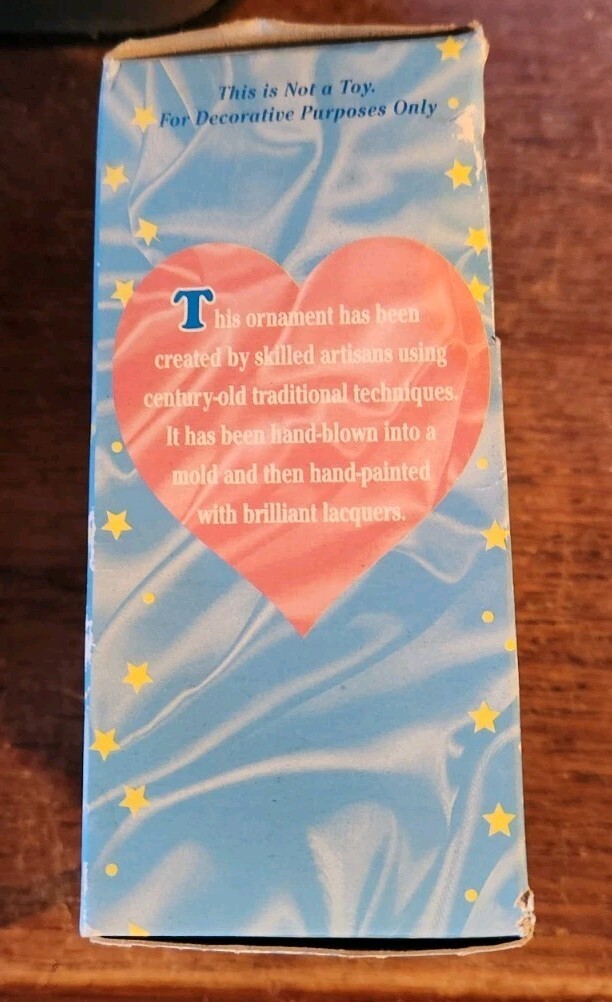 This is Not a Toy.
For Decorative Purposes Only
This ornament has been
created by skilled artisans using
century-old traditional techniques.
It has been hand-blown into a
mold and then hand-painted
with brilliant lacquers.